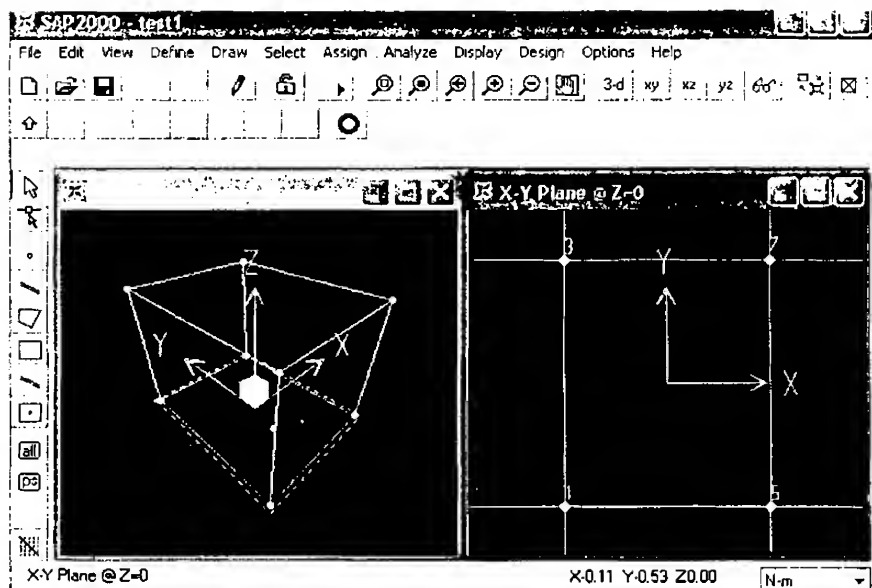 SAP2000 - test1
File Edit View Define Draw Select Assign Analyze Display Design Options Help
3-d xy xz yz
X-Y Plane @ Z=0
Z
Y
X
3
7
Y
X
1
5
all
X-Y Plane @ Z=0
X-0.11 Y-0.53 Z0.00
N-m